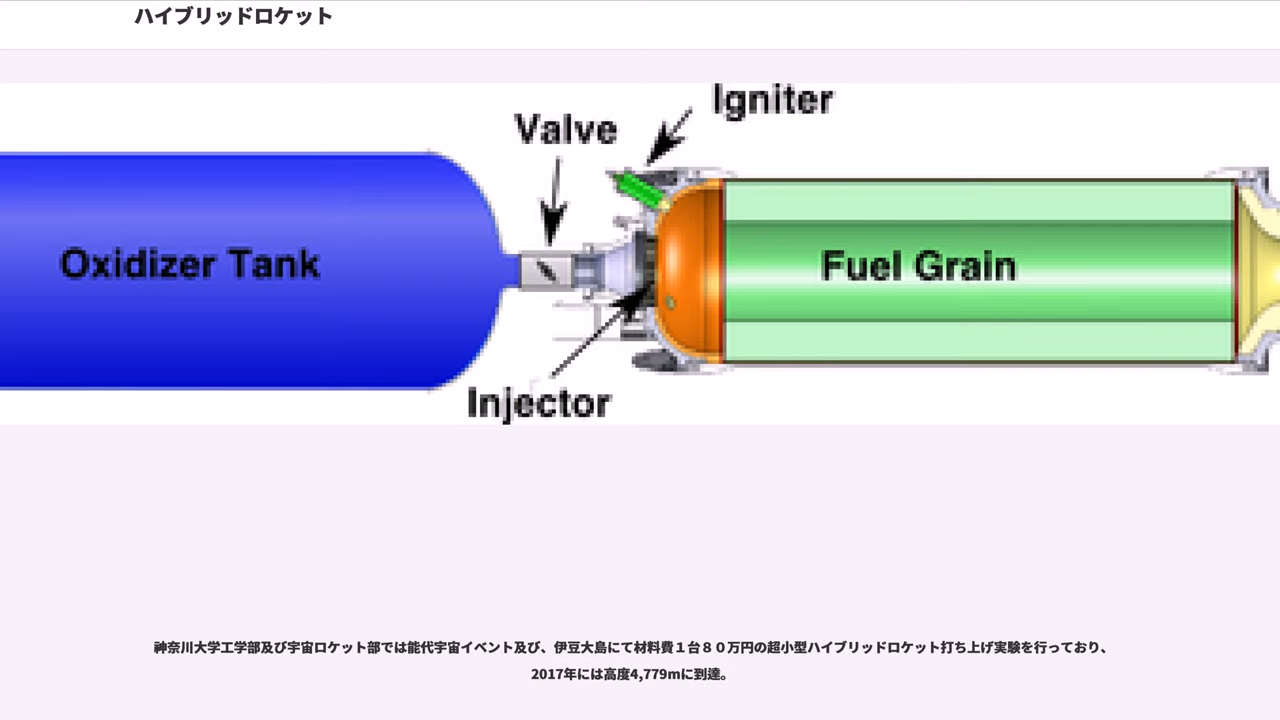 ハイブリッドロケット
Igniter
Valve
Oxidizer Tank
Fuel Grain
Injector
神奈川大学工学部及び宇宙ロケット部では能代宇宙イベント及び、伊豆大島にて材料費１台８０万円の超小型ハイブリッドロケット打ち上げ実験を行っており、
2017年には高度4,779mに到達。